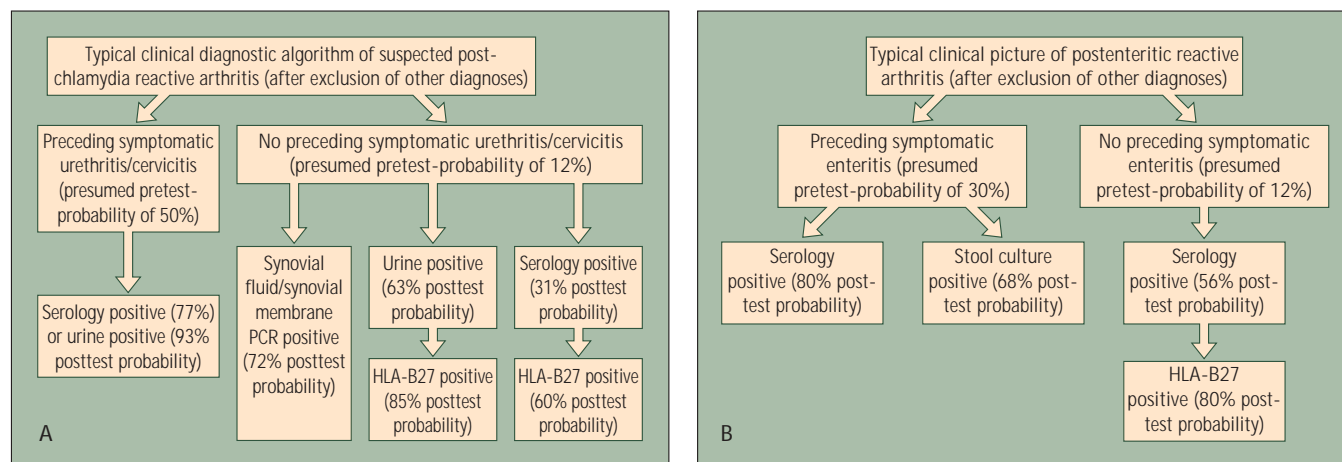 Typical clinical diagnostic algorithm of suspected post-
chlamydia reactive arthritis (after exclusion of other diagnoses)
Preceding symptomatic
urethritis/cervicitis
(presumed pretest-
probability of 50%)
No preceding symptomatic urethritis/cervicitis
(presumed pretest-probability of 12%)
Serology positive (77%)
or urine positive (93%
posttest probability)
Synovial
fluid/synovial
membrane
PCR positive
(72% posttest
probability)
Urine positive
(63% posttest
probability)
HLA-B27 positive
(85% posttest
probability)
Serology positive
(31% posttest
probability)
HLA-B27 positive
(60% posttest
probability)
A
Typical clinical picture of postenteritic reactive
arthritis (after exclusion of other diagnoses)
Preceding symptomatic
enteritis (presumed
pretest-probability of 30%)
No preceding symptomatic
enteritis (presumed
pretest-probability of 12%)
Serology
positive (80% post-
test probability)
Stool culture
positive (68% post-
test probability)
Serology
positive (56% post-
test probability)
HLA-B27
positive (80% post-
test probability)
B